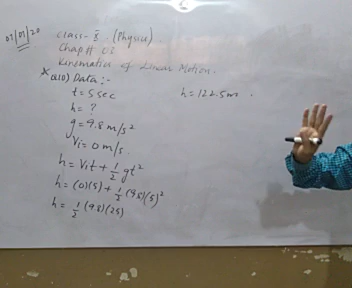 07/01/20
Class-X (Physics).
Chap# 02
Kinematics of Linear Motion.
Q(10) Data:-
t = 5 sec
h = 122.5 m.
h = ?
g = 9.8 m/s²
Vi = 0 m/s.
h = Vit + 1/2 gt²
h = (0)(5) + 1/2 (9.8)(5)²
h = 1/2 (9.8)(25)